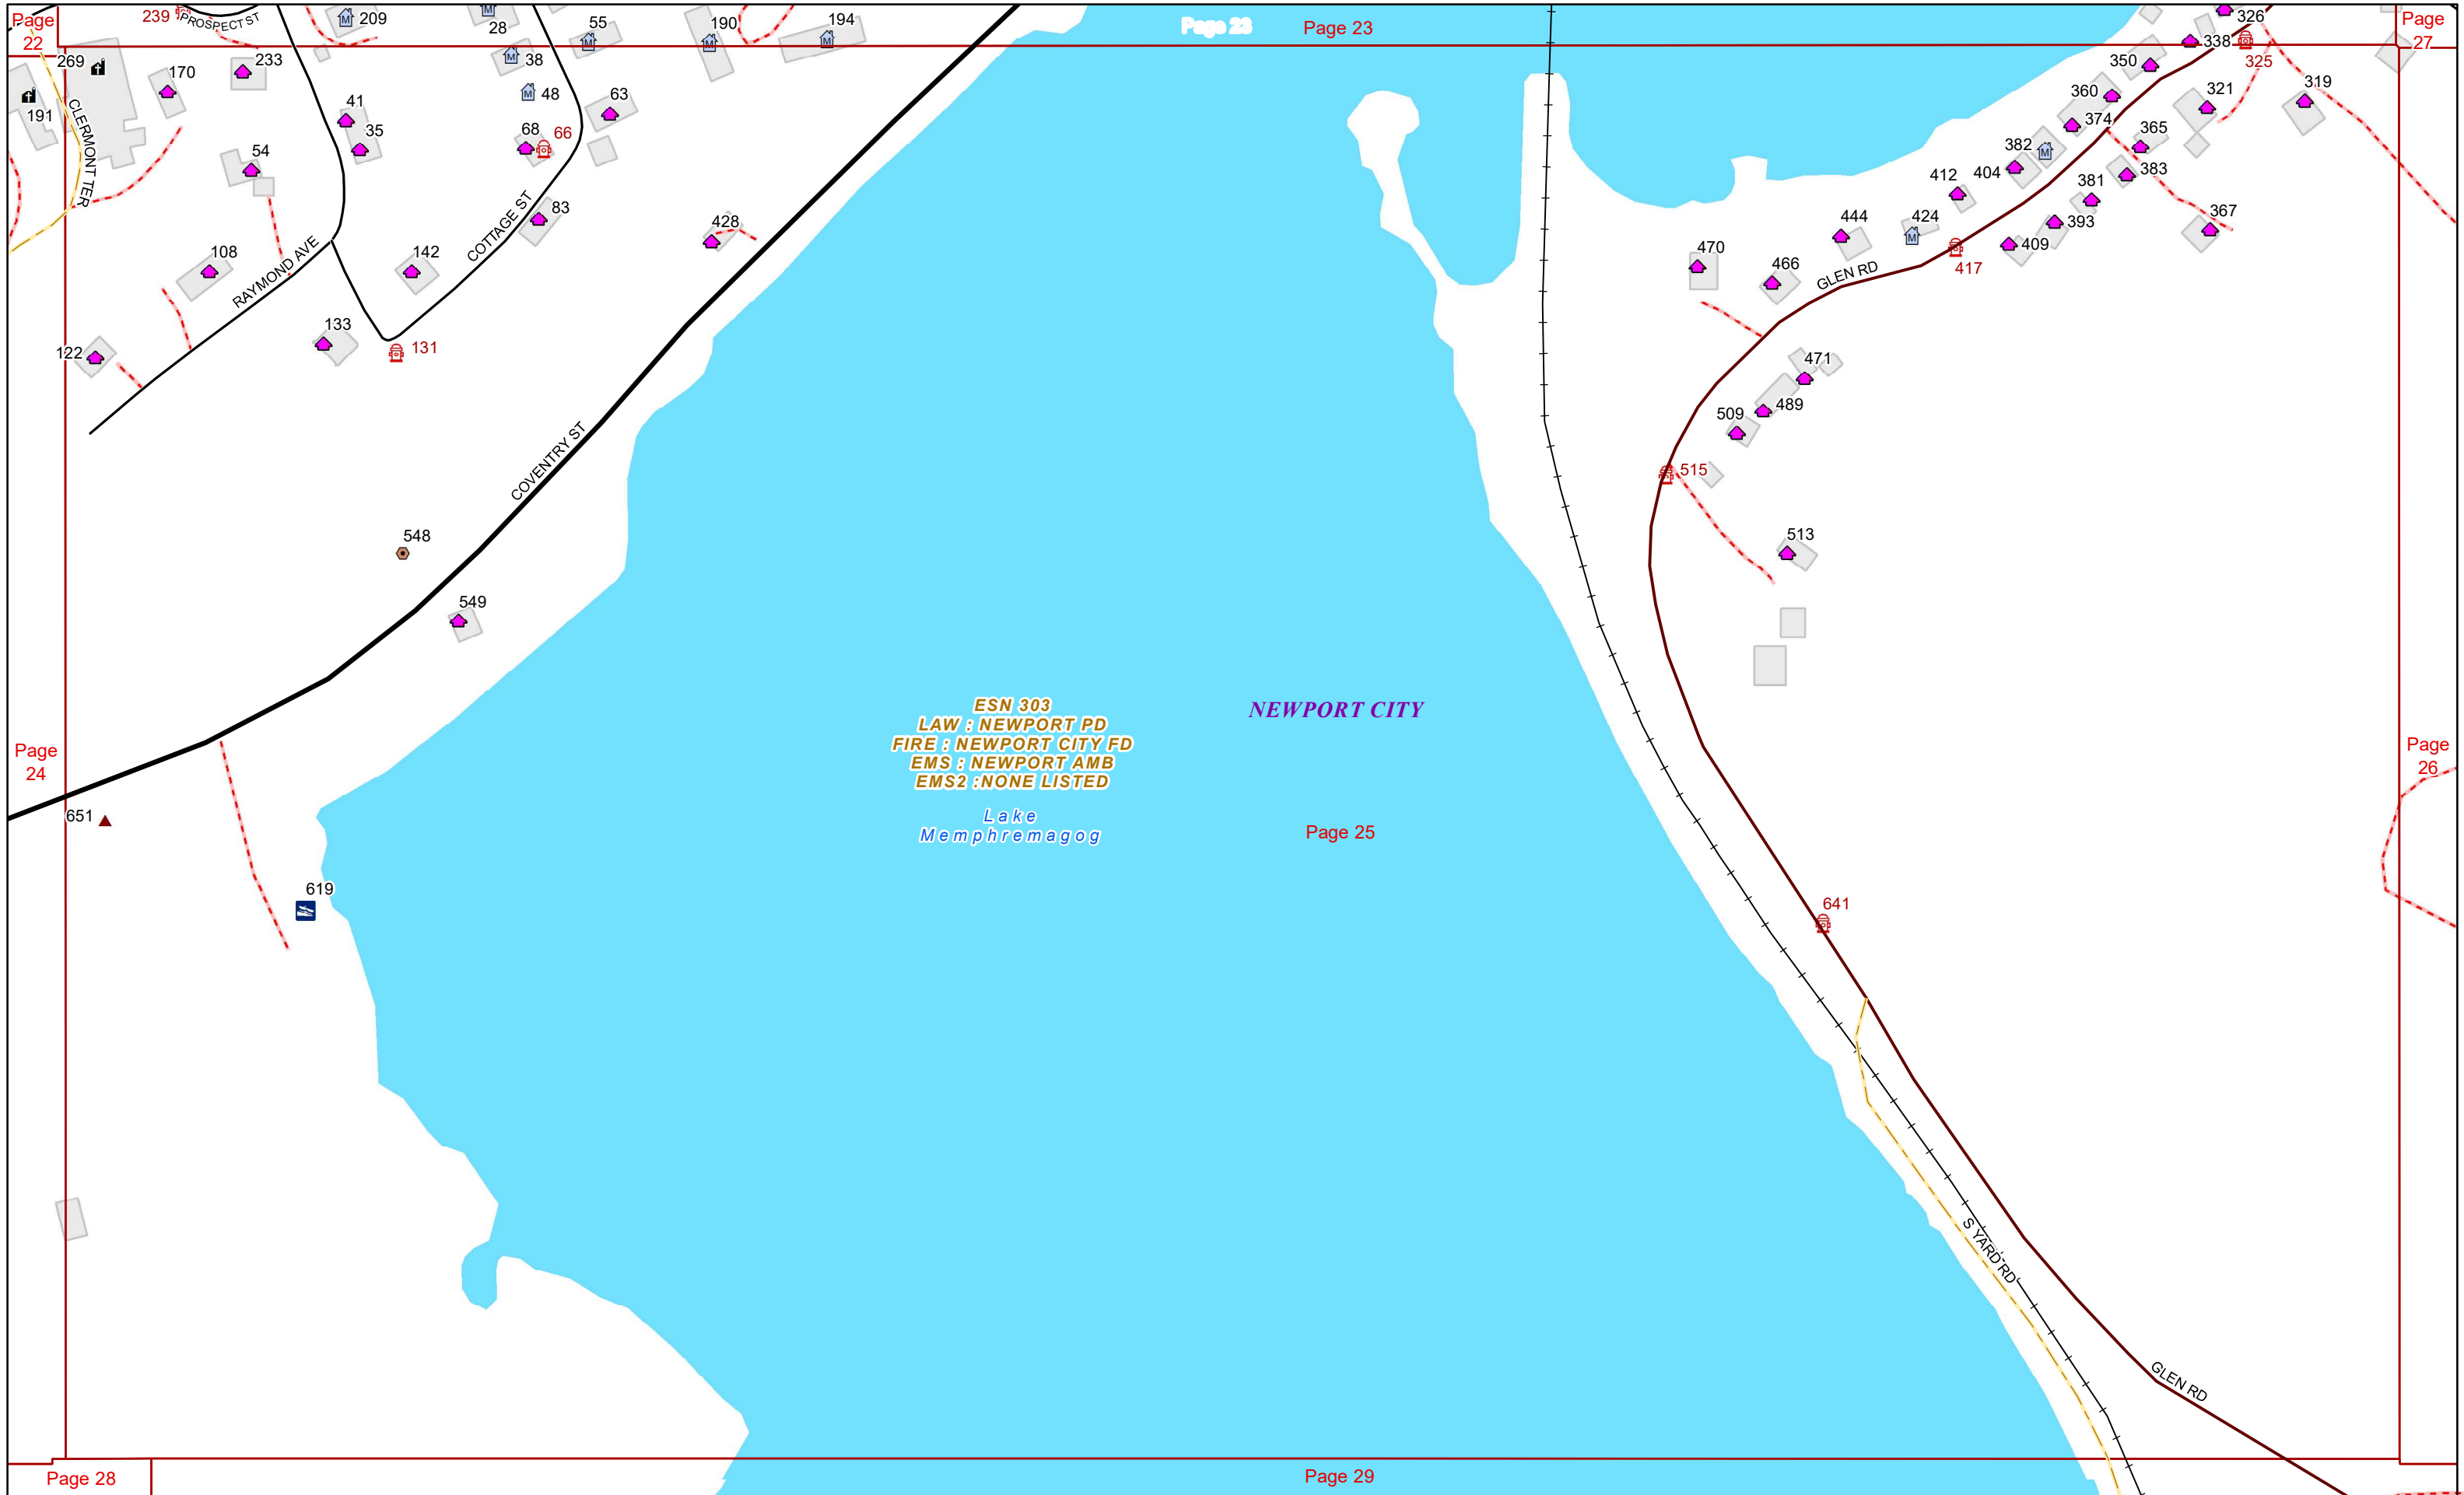 Page
22
239
PROSPECT ST
209
28
55
190
194
Page 23
Page 23
326
Page
27
338
269
170
233
38
48
63
350
325
319
191
CLERMONT TER
41
35
68
66
360
321
374
365
54
382
383
404
412
381
83
COTTAGE ST
428
444
424
393
367
409
108
RAYMOND AVE
142
470
466
GLEN RD
417
133
131
122
471
489
509
COVENTRY ST
515
548
513
549
ESN 303
LAW : NEWPORT PD
FIRE : NEWPORT CITY FD
EMS : NEWPORT AMB
EMS2 :NONE LISTED
NEWPORT CITY
Page
24
Page
26
651
Lake
Memphremagog
Page 25
619
641
S YARD RD
GLEN RD
Page 28
Page 29